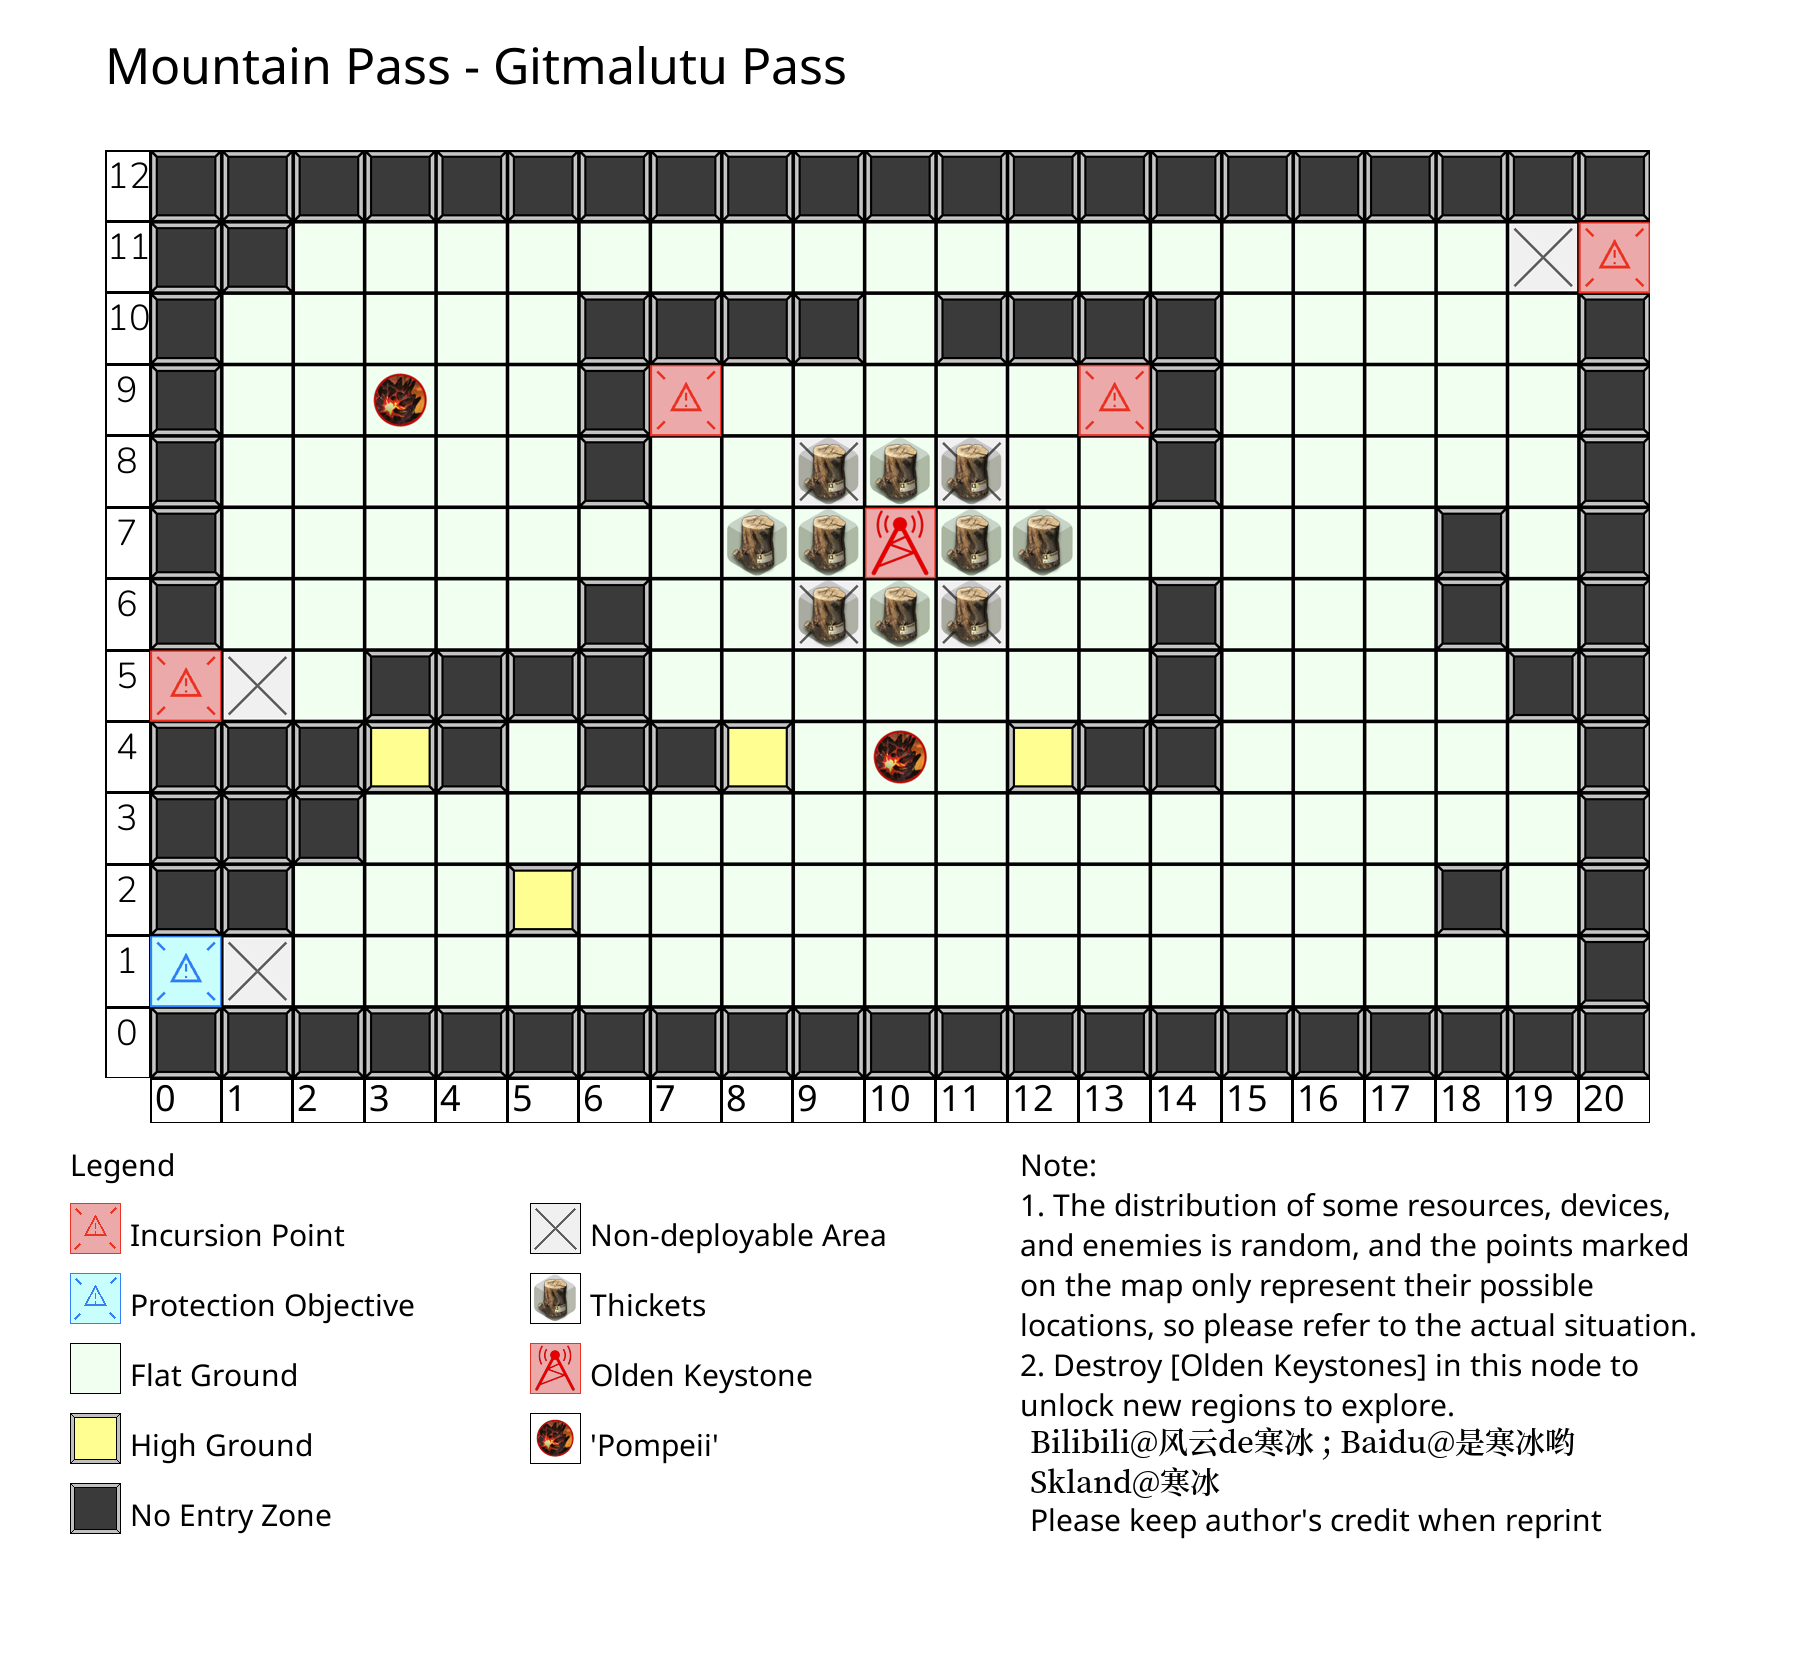 Mountain Pass - Gitmalutu Pass
12
11
10
9
8
7
6
5
4
3
2
1
0
0 1 2 3 4 5 6 7 8 9 10 11 12 13 14 15 16 17 18 19 20
Legend
Incursion Point
Protection Objective
Flat Ground
High Ground
No Entry Zone
Non-deployable Area
Thickets
Olden Keystone
'Pompeii'
Note:
1. The distribution of some resources, devices,
and enemies is random, and the points marked
on the map only represent their possible
locations, so please refer to the actual situation.
2. Destroy [Olden Keystones] in this node to
unlock new regions to explore.
Bilibili@风云de寒冰 ; Baidu@是寒冰哟
Skland@寒冰
Please keep author's credit when reprint